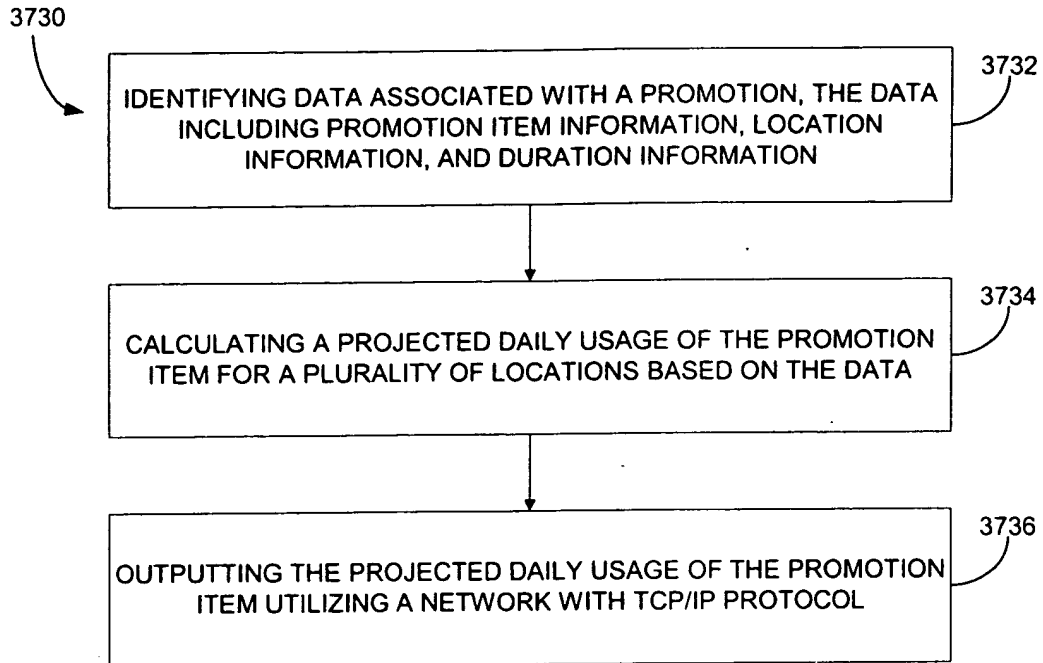 3730
3732
IDENTIFYING DATA ASSOCIATED WITH A PROMOTION, THE DATA
INCLUDING PROMOTION ITEM INFORMATION, LOCATION
INFORMATION, AND DURATION INFORMATION
3734
CALCULATING A PROJECTED DAILY USAGE OF THE PROMOTION
ITEM FOR A PLURALITY OF LOCATIONS BASED ON THE DATA
3736
OUTPUTTING THE PROJECTED DAILY USAGE OF THE PROMOTION
ITEM UTILIZING A NETWORK WITH TCP/IP PROTOCOL